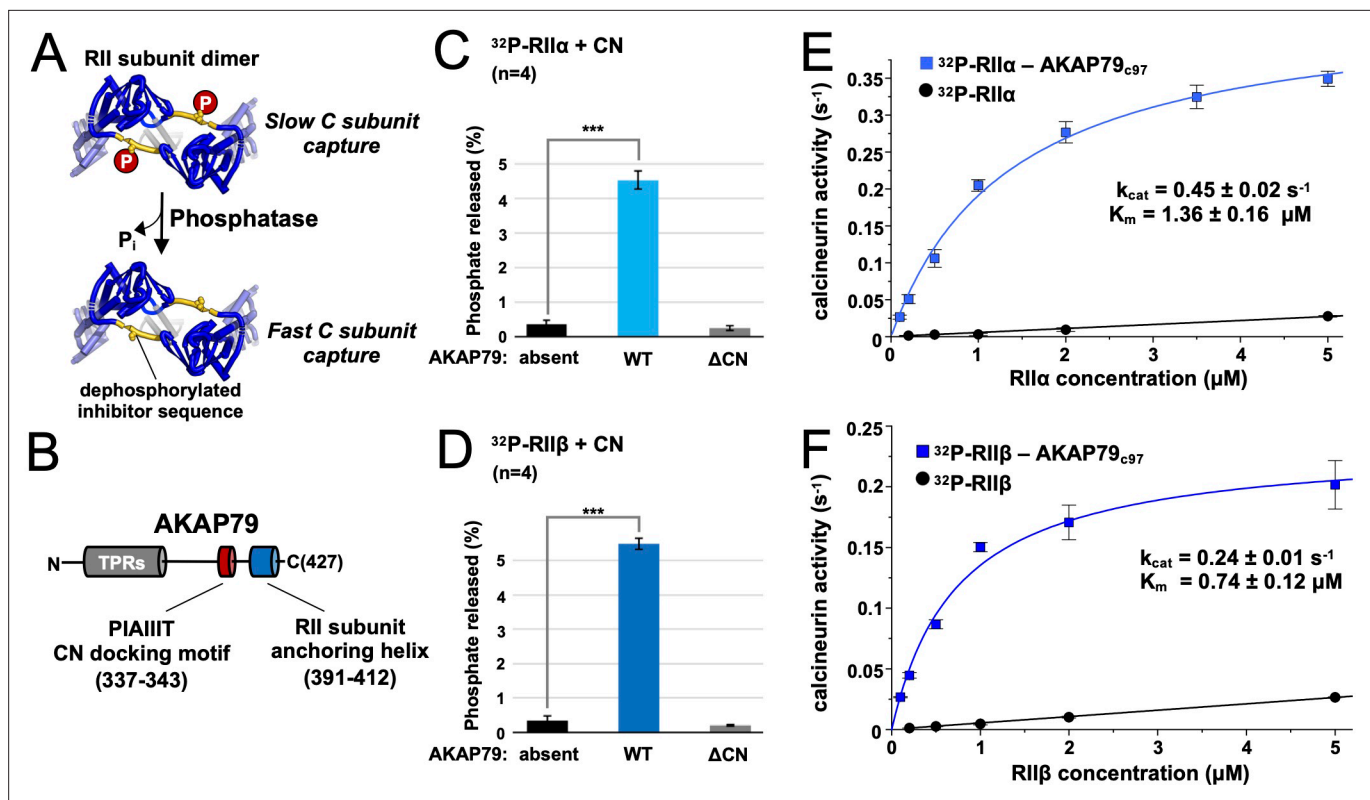 A
RII subunit dimer
P
P
Slow C subunit
capture
Phosphatase
Pi
Fast C subunit
capture
dephosphorylated
inhibitor sequence
B
AKAP79
N
TPRs
C(427)
PIAIIIT
CN docking motif
(337-343)
RII subunit
anchoring helix
(391-412)
C
³²P-RIIα + CN
(n=4)
***
Phosphate released (%)
5
4
3
2
1
0
AKAP79: absent WT ΔCN
D
³²P-RIIβ + CN
(n=4)
***
Phosphate released (%)
5
4
3
2
1
0
AKAP79: absent WT ΔCN
E
³²P-RIIα – AKAP79c97
³²P-RIIα
calcineurin activity (s⁻¹)
0.35
0.3
0.25
0.2
0.15
0.1
0.05
0
kcat = 0.45 ± 0.02 s⁻¹
Km = 1.36 ± 0.16 μM
0 1 2 3 4 5
RIIα concentration (μM)
F
³²P-RIIβ – AKAP79c97
³²P-RIIβ
calcineurin activity (s⁻¹)
0.25
0.2
0.15
0.1
0.05
0
kcat = 0.24 ± 0.01 s⁻¹
Km = 0.74 ± 0.12 μM
0 1 2 3 4 5
RIIβ concentration (μM)